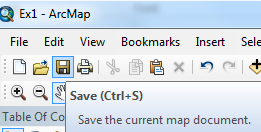 Ex1 - ArcMap
File Edit View Bookmarks Insert
Save (Ctrl+S)
Table Of Co
Save the current map document.